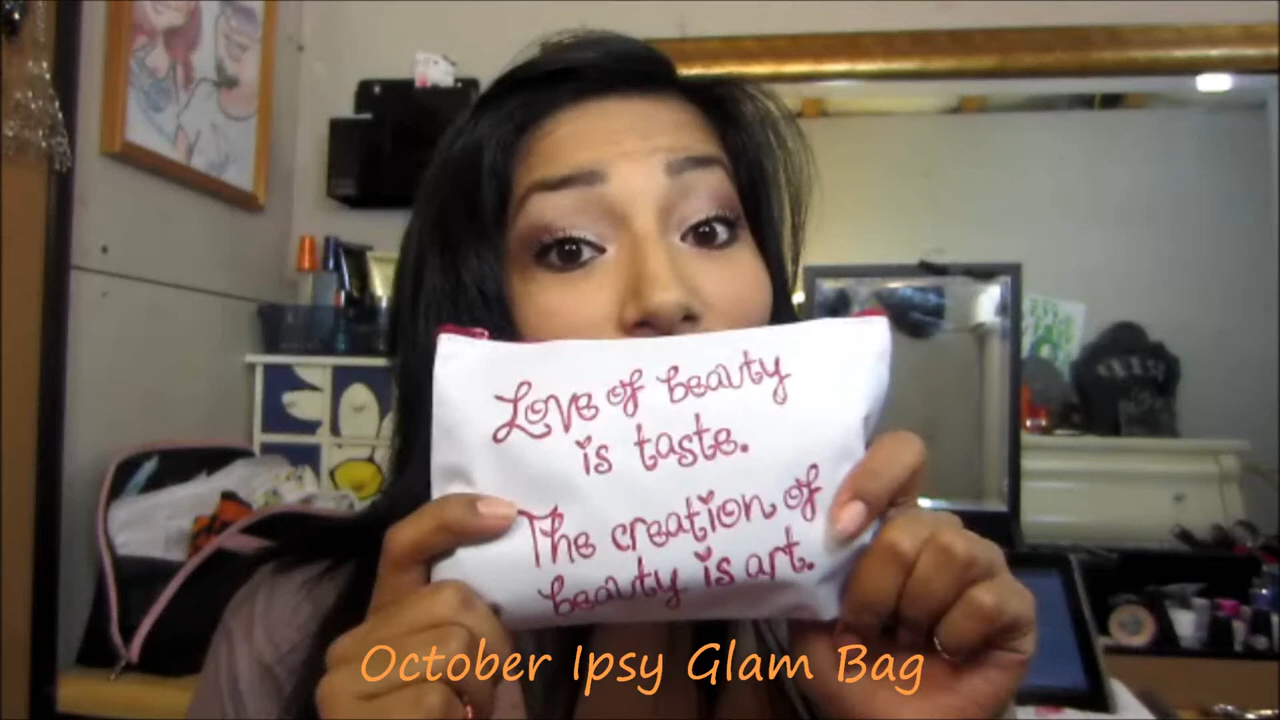 Love of beauty
is taste.
The creation of
beauty is art.
October Ipsy Glam Bag